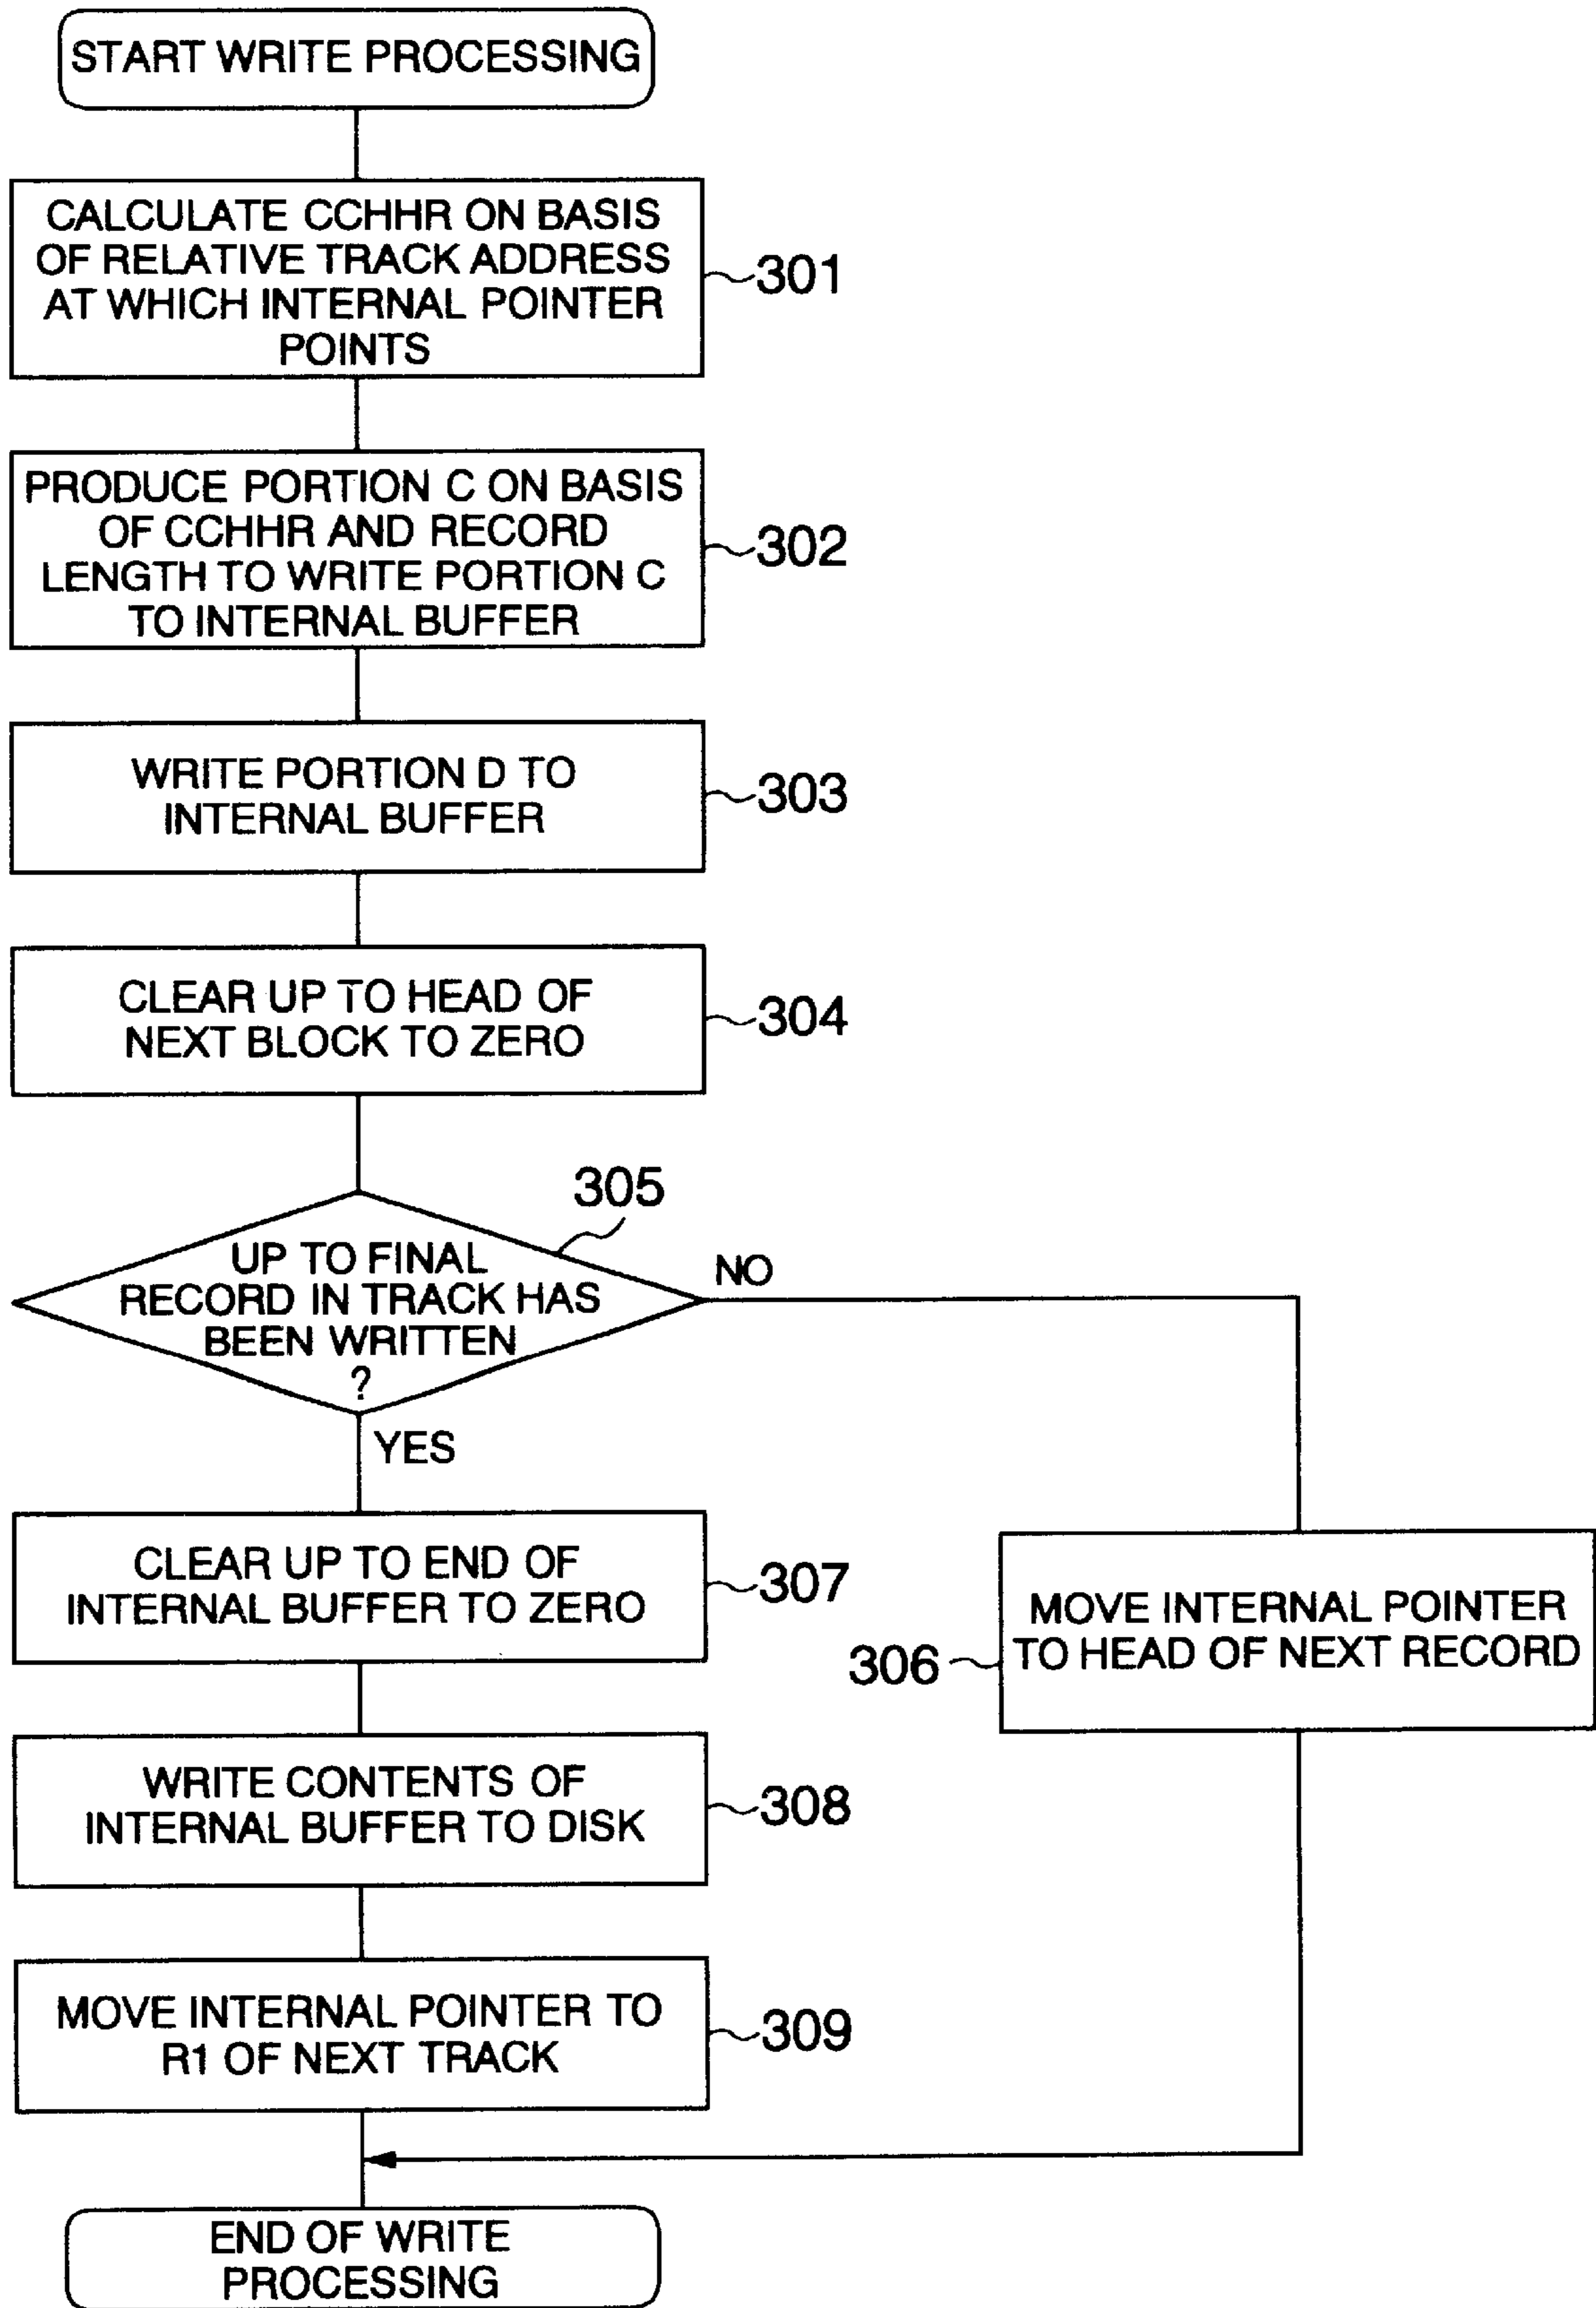 START WRITE PROCESSING
CALCULATE CCHHR ON BASIS
OF RELATIVE TRACK ADDRESS
AT WHICH INTERNAL POINTER
POINTS
301
PRODUCE PORTION C ON BASIS
OF CCHHR AND RECORD
LENGTH TO WRITE PORTION C
TO INTERNAL BUFFER
302
WRITE PORTION D TO
INTERNAL BUFFER
303
CLEAR UP TO HEAD OF
NEXT BLOCK TO ZERO
304
305
UP TO FINAL
RECORD IN TRACK HAS
BEEN WRITTEN
?
NO
YES
CLEAR UP TO END OF
INTERNAL BUFFER TO ZERO
307
MOVE INTERNAL POINTER
TO HEAD OF NEXT RECORD
306
WRITE CONTENTS OF
INTERNAL BUFFER TO DISK
308
MOVE INTERNAL POINTER TO
R1 OF NEXT TRACK
309
END OF WRITE
PROCESSING